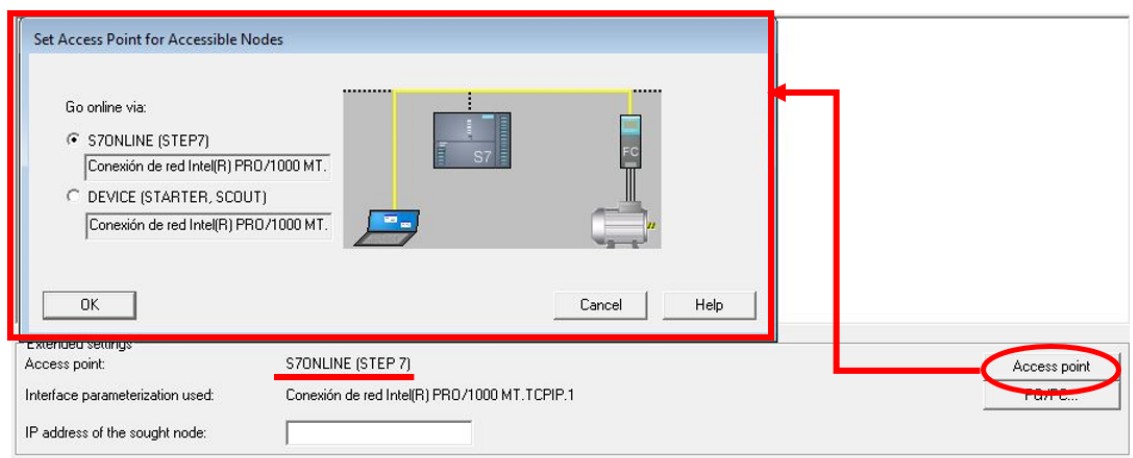 Set Access Point for Accessible Nodes
Go online via:
S7ONLINE (STEP7)
Conexión de red Intel(R) PRO/1000 MT.
DEVICE (STARTER, SCOUT)
Conexión de red Intel(R) PRO/1000 MT.
S7
FC
OK
Cancel
Help
Extended settings
Access point:
S7ONLINE (STEP 7)
Access point
Interface parameterization used:
Conexión de red Intel(R) PRO/1000 MT.TCPIP.1
PG/PC...
IP address of the sought node: